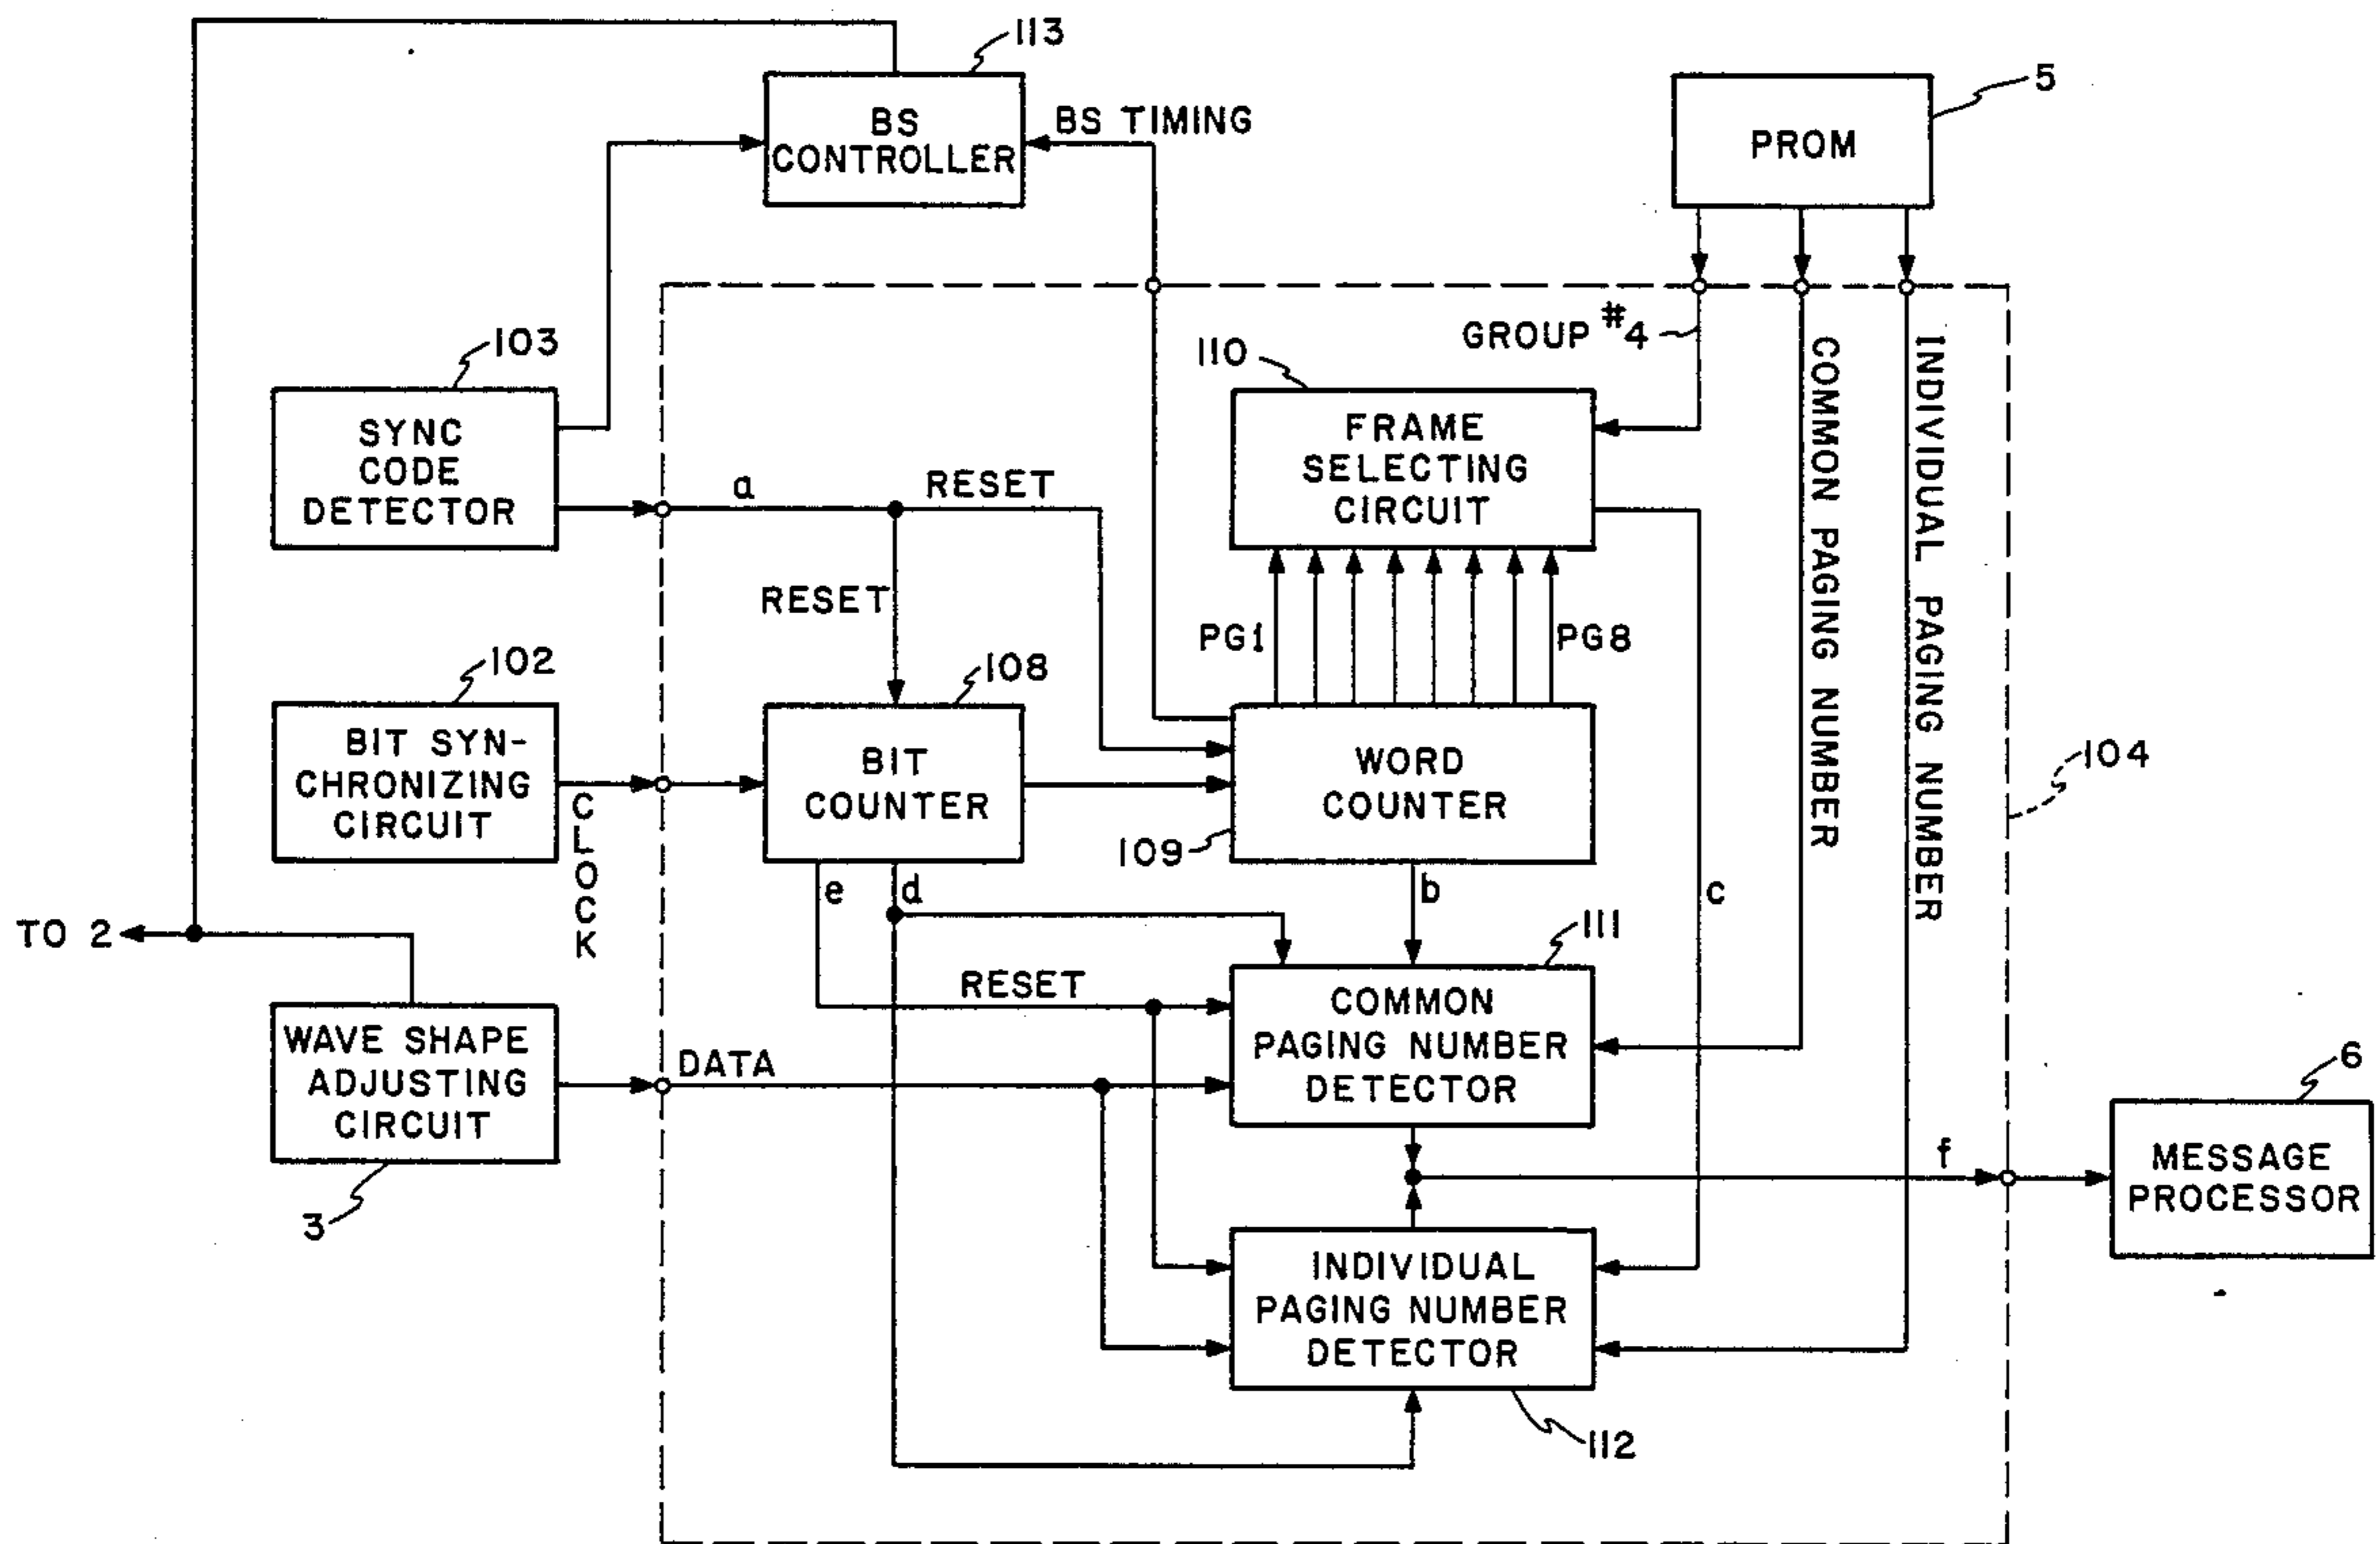 113
BS
CONTROLLER
BS TIMING
PROM
5
103
SYNC
CODE
DETECTOR
a
RESET
RESET
110
GROUP #4
FRAME
SELECTING
CIRCUIT
COMMON PAGING NUMBER
INDIVIDUAL PAGING NUMBER
PG1
PG8
102
BIT SYN-
CHRONIZING
CIRCUIT
CLOCK
108
BIT
COUNTER
WORD
COUNTER
109
104
e
d
b
c
TO 2
RESET
111
COMMON
PAGING NUMBER
DETECTOR
WAVE SHAPE
ADJUSTING
CIRCUIT
3
DATA
f
6
MESSAGE
PROCESSOR
INDIVIDUAL
PAGING NUMBER
DETECTOR
112